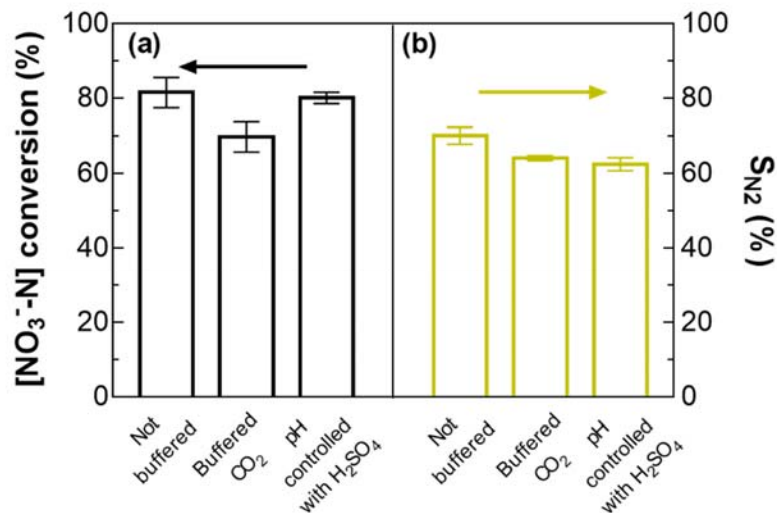 [NO₃⁻-N] conversion (%)
100
80
60
40
20
0
(a)
(b)
100
80
60
40
20
0
S_N2 (%)
Not
buffered
Buffered
CO₂
pH
controlled
with H₂SO₄
Not
buffered
Buffered
CO₂
pH
controlled
with H₂SO₄